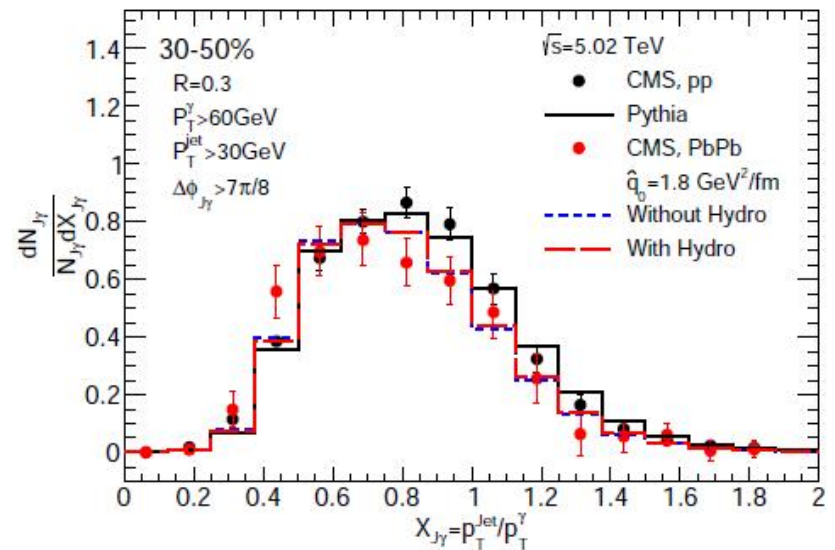 30-50%
R=0.3
P_T^γ>60GeV
P_T^jet>30GeV
Δϕ_Jγ>7π/8
√s=5.02 TeV
CMS, pp
Pythia
CMS, PbPb
q̂_0=1.8 GeV²/fm
Without Hydro
With Hydro
dN_Jγ
N_Jγ dX_Jγ
1.4
1.2
1
0.8
0.6
0.4
0.2
0
0 0.2 0.4 0.6 0.8 1 1.2 1.4 1.6 1.8 2
X_Jγ=p_T^Jet/p_T^γ